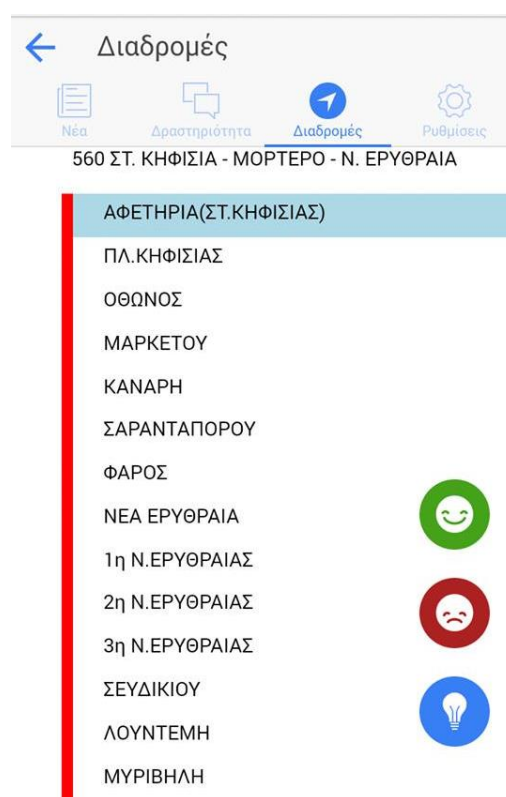 Διαδρομές
Νέα Δραστηριότητα Διαδρομές Ρυθμίσεις
560 ΣΤ. ΚΗΦΙΣΙΑ - ΜΟΡΤΕΡΟ - Ν. ΕΡΥΘΡΑΙΑ
ΑΦΕΤΗΡΙΑ(ΣΤ.ΚΗΦΙΣΙΑΣ)
ΠΛ.ΚΗΦΙΣΙΑΣ
ΟΘΩΝΟΣ
ΜΑΡΚΕΤΟΥ
ΚΑΝΑΡΗ
ΣΑΡΑΝΤΑΠΟΡΟΥ
ΦΑΡΟΣ
ΝΕΑ ΕΡΥΘΡΑΙΑ
1η Ν.ΕΡΥΘΡΑΙΑΣ
2η Ν.ΕΡΥΘΡΑΙΑΣ
3η Ν.ΕΡΥΘΡΑΙΑΣ
ΣΕΥΔΙΚΙΟΥ
ΛΟΥΝΤΕΜΗ
ΜΥΡΙΒΗΛΗ